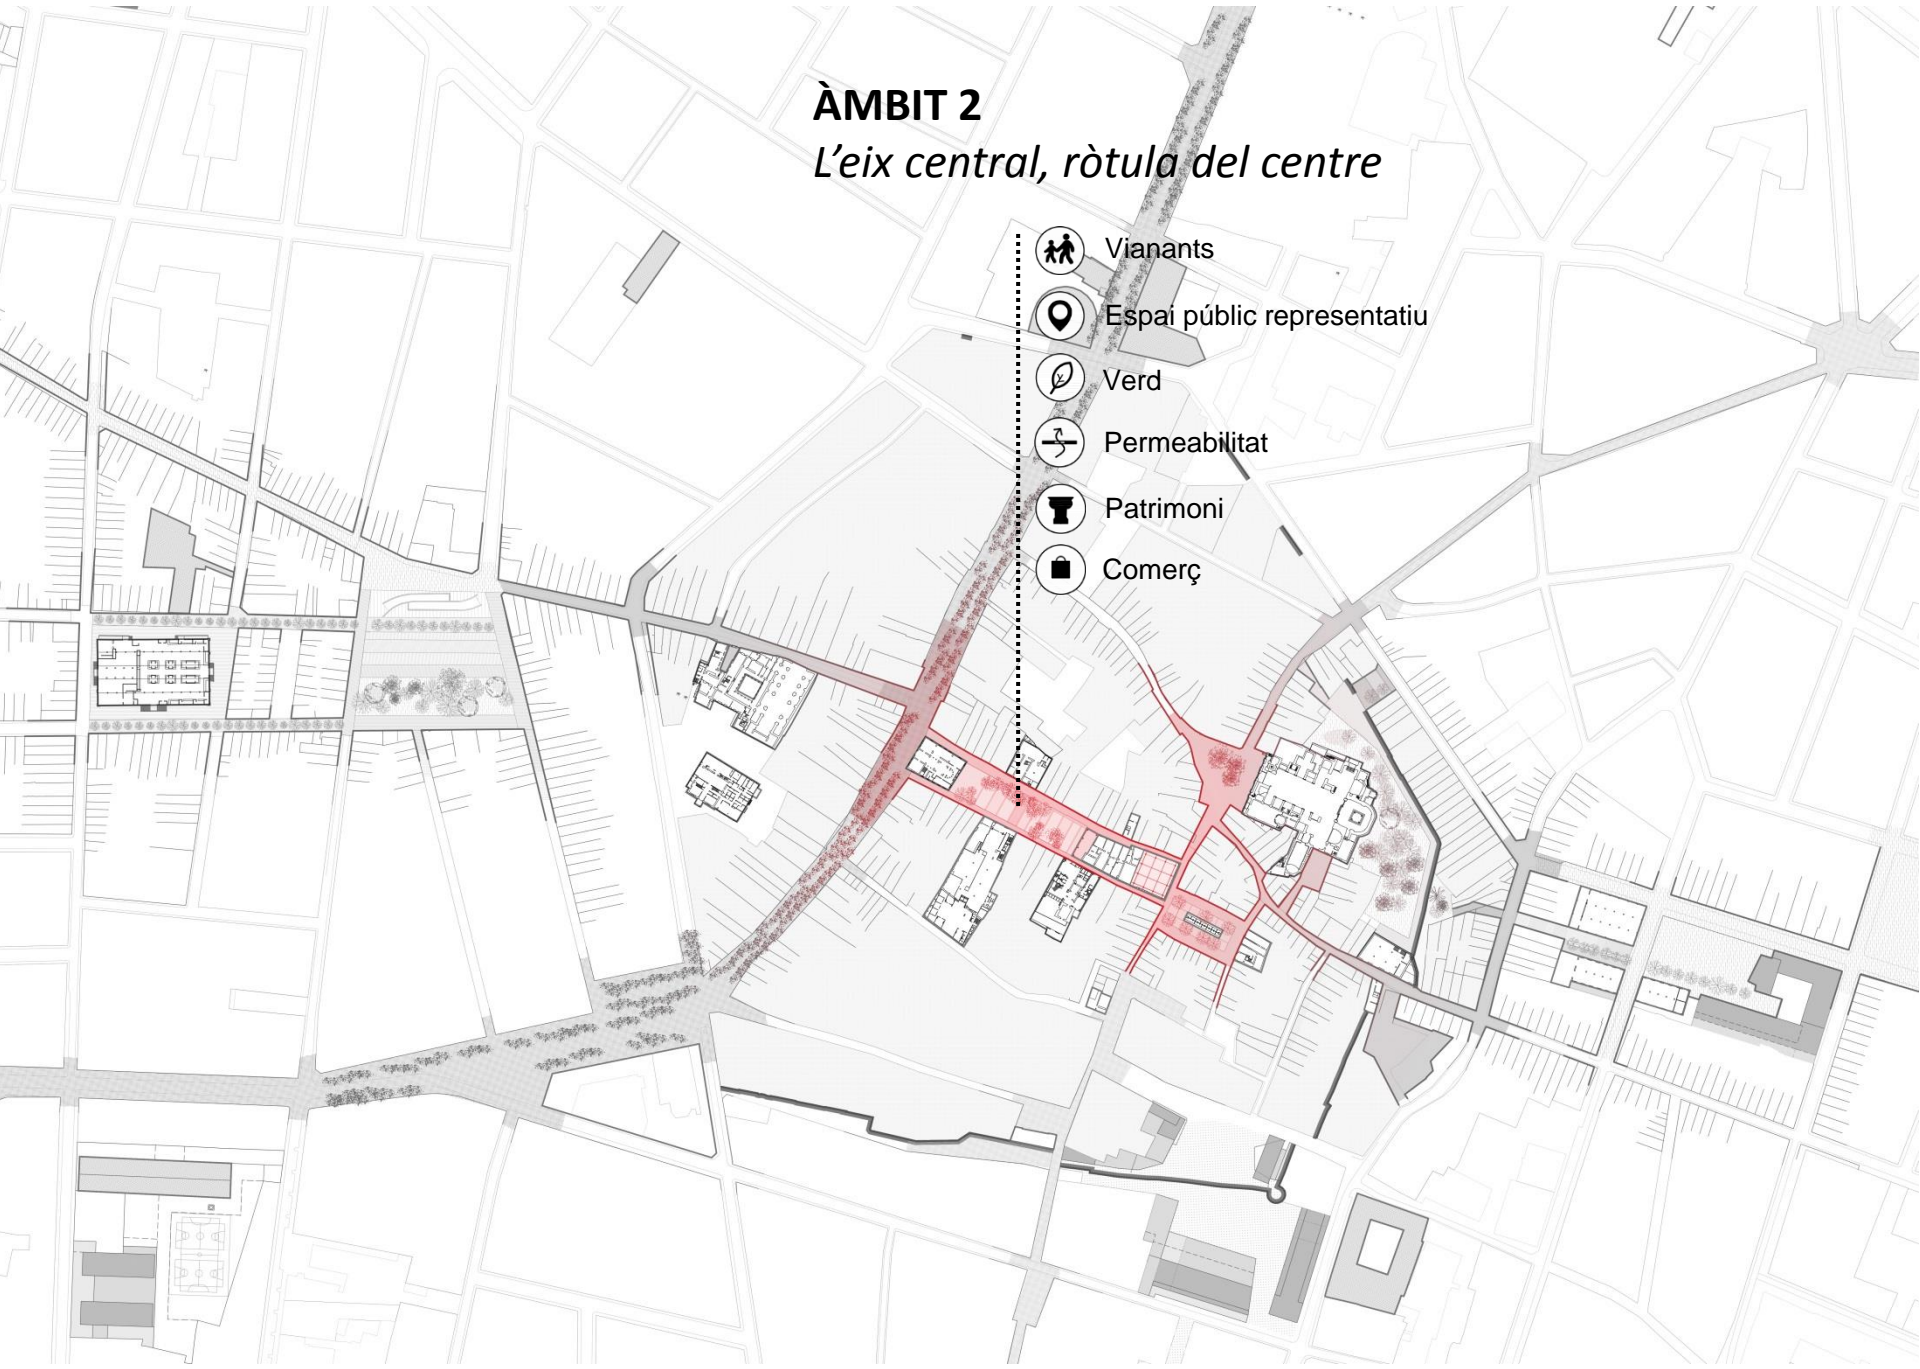 ÀMBIT 2
L’eix central, ròtula del centre
Vianants
Espai públic representatiu
Verd
Permeabilitat
Patrimoni
Comerç